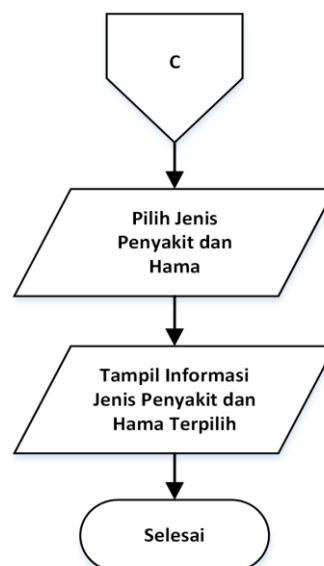 C
Pilih Jenis
Penyakit dan
Hama
Tampil Informasi
Jenis Penyakit dan
Hama Terpilih
Selesai